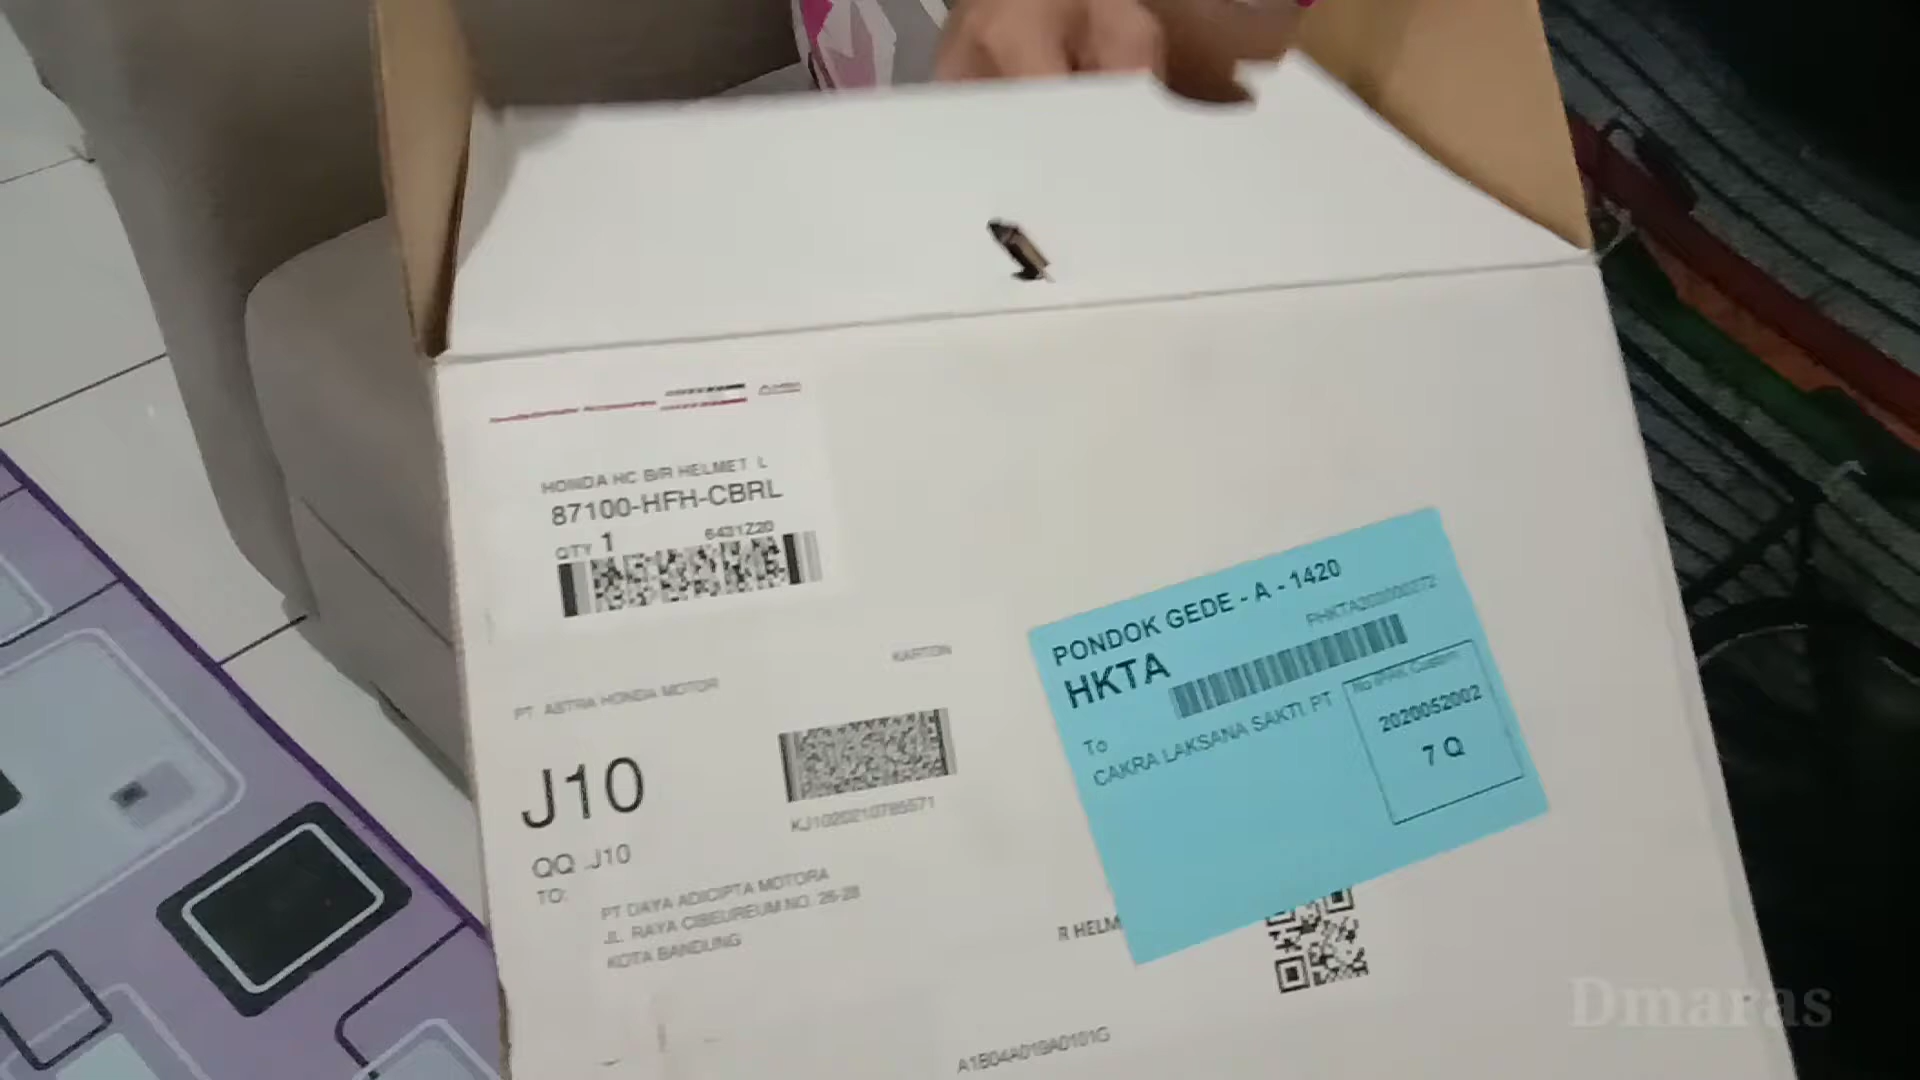 HONDA HC B/R HELMET L
87100-HFH-CBRL
QTY 1
6431Z20
KARTON
PT ASTRA HONDA MOTOR
J10
QQ J10
TO:
PT DAYA ADICIPTA MOTORA
JL. RAYA CIBEUREUM NO. 26-28
KOTA BANDUNG
PONDOK GEDE - A - 1420
HKTA
To
CAKRA LAKSANA SAKTI, PT
2020052002
7 Q
R HELM
Dmaras